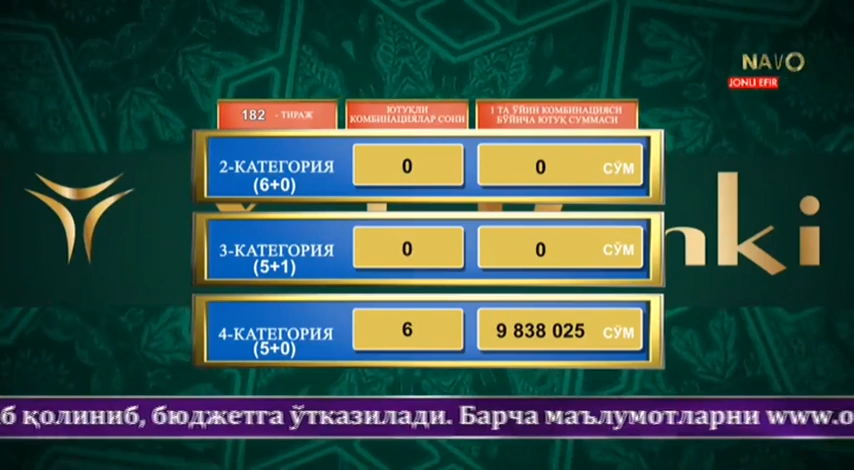 NAVO
JONLI EFIR
182 - ТИРАЖ
ЮТУҚЛИ
КОМБИНАЦИЯЛАР СОНИ
1 ТА ЎЙИН КОМБИНАЦИЯСИ
БЎЙИЧА ЮТУҚ СУММАСИ
2-КАТЕГОРИЯ
(6+0)
0
0 СЎМ
3-КАТЕГОРИЯ
(5+1)
0
0 СЎМ
4-КАТЕГОРИЯ
(5+0)
6
9 838 025 СЎМ
қолиниб, бюджетга ўтказилади. Барча маълумотларни www.o